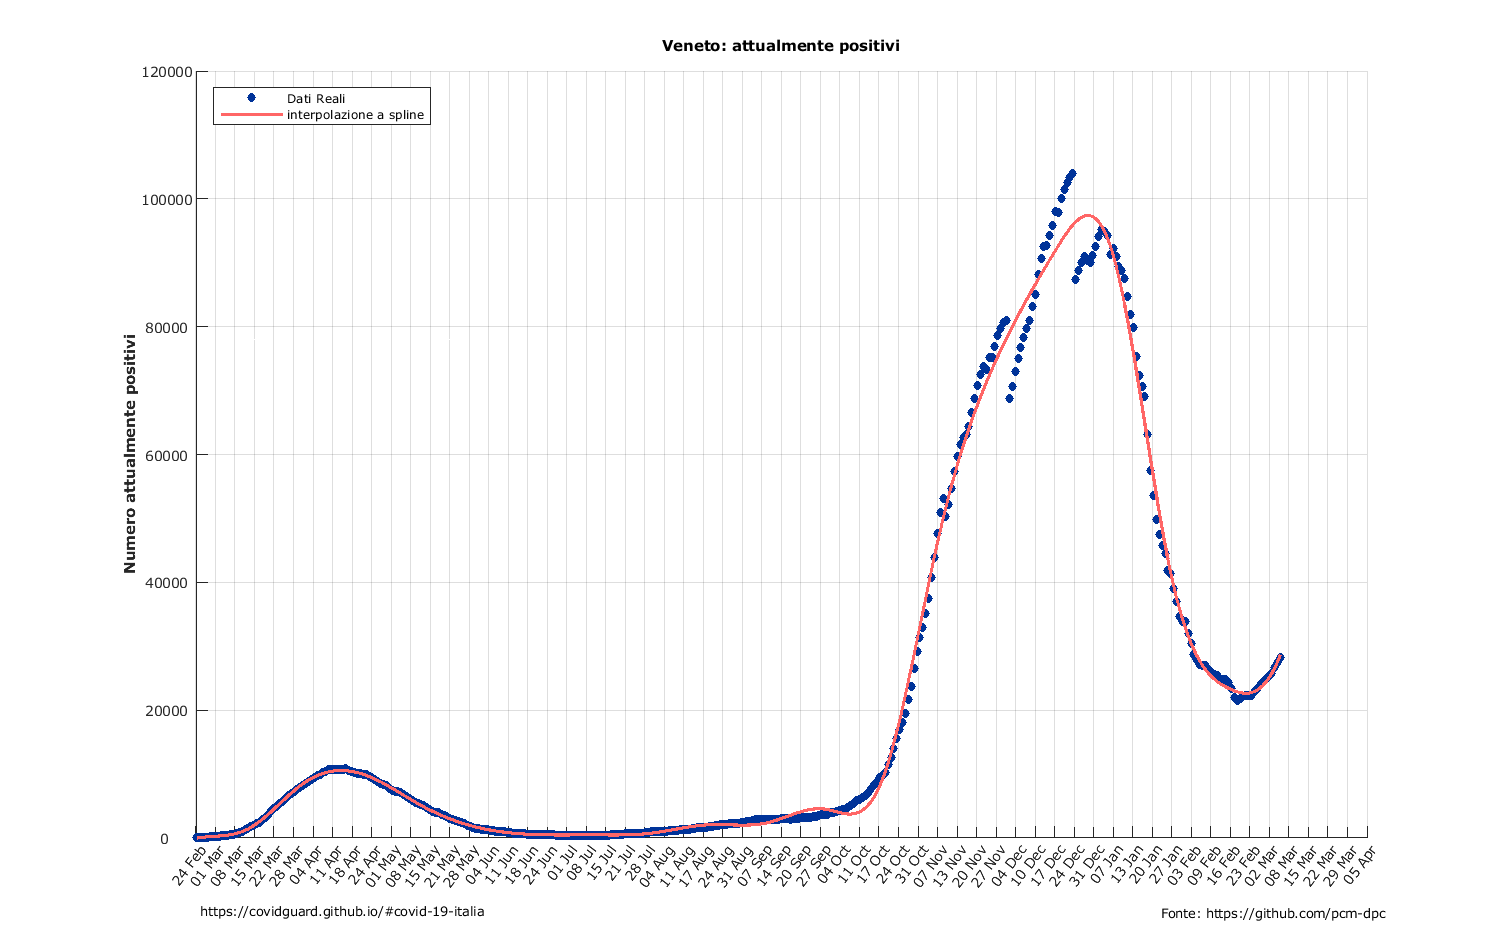 Veneto: attualmente positivi
120000
100000
80000
60000
40000
20000
0
Numero attualmente positivi
Dati Reali
interpolazione a spline
24 Feb
01 Mar
08 Mar
15 Mar
22 Mar
28 Mar
04 Apr
11 Apr
18 Apr
24 Apr
01 May
08 May
15 May
21 May
28 May
04 Jun
11 Jun
18 Jun
24 Jun
01 Jul
08 Jul
15 Jul
21 Jul
28 Jul
04 Aug
11 Aug
17 Aug
24 Aug
31 Aug
07 Sep
14 Sep
20 Sep
27 Sep
04 Oct
11 Oct
17 Oct
24 Oct
31 Oct
07 Nov
13 Nov
20 Nov
27 Nov
04 Dec
10 Dec
17 Dec
24 Dec
31 Dec
07 Jan
13 Jan
20 Jan
27 Jan
03 Feb
09 Feb
16 Feb
23 Feb
02 Mar
08 Mar
15 Mar
22 Mar
29 Mar
05 Apr
https://covidguard.github.io/#covid-19-italia
Fonte: https://github.com/pcm-dpc